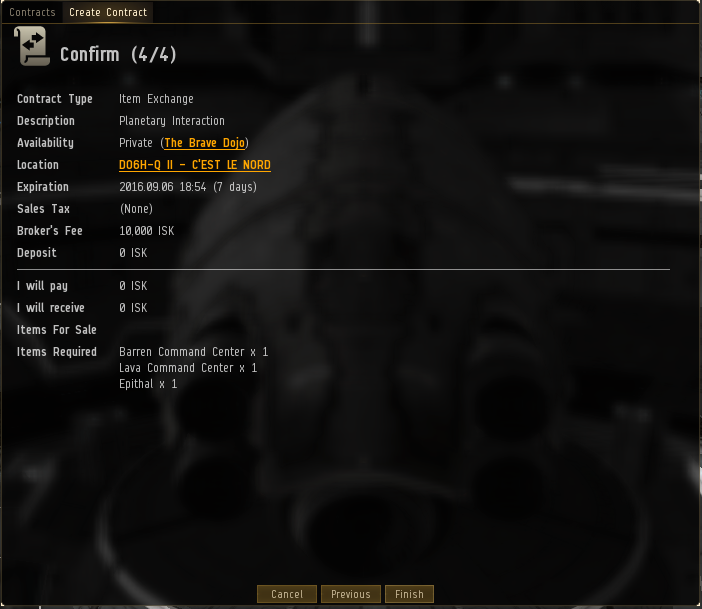 Contracts Create Contract
Confirm (4/4)
Contract Type Item Exchange
Description Planetary Interaction
Availability Private (The Brave Dojo)
Location DO6H-Q II - C'EST LE NORD
Expiration 2016.09.06 18:54 (7 days)
Sales Tax (None)
Broker's Fee 10,000 ISK
Deposit 0 ISK
I will pay 0 ISK
I will receive 0 ISK
Items For Sale
Items Required Barren Command Center x 1
Lava Command Center x 1
Epithal x 1
Cancel Previous Finish